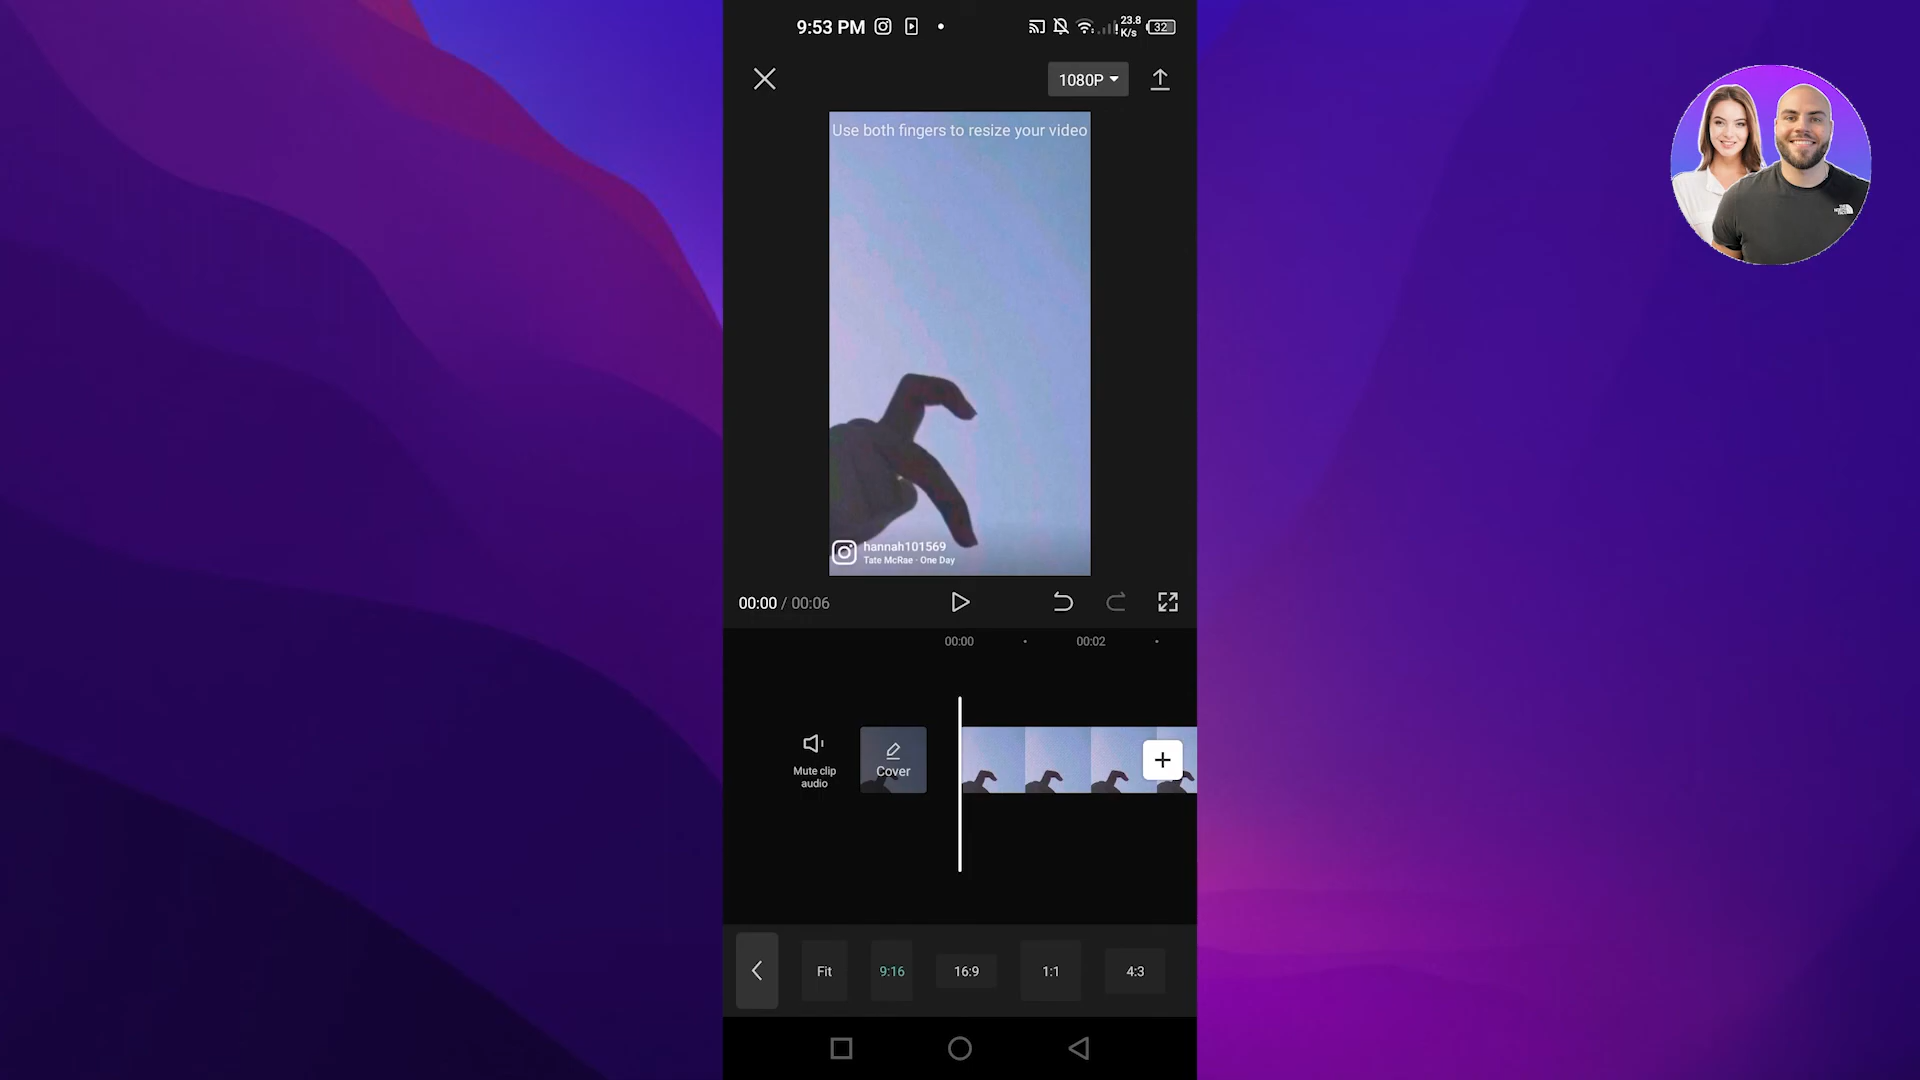 9:53 PM
23.8
K/s
32
1080P
Use both fingers to resize your video
hannah101569
Tate McRae · One Day
00:00 / 00:06
00:00
00:02
Mute clip
audio
Cover
Fit
9:16
16:9
1:1
4:3